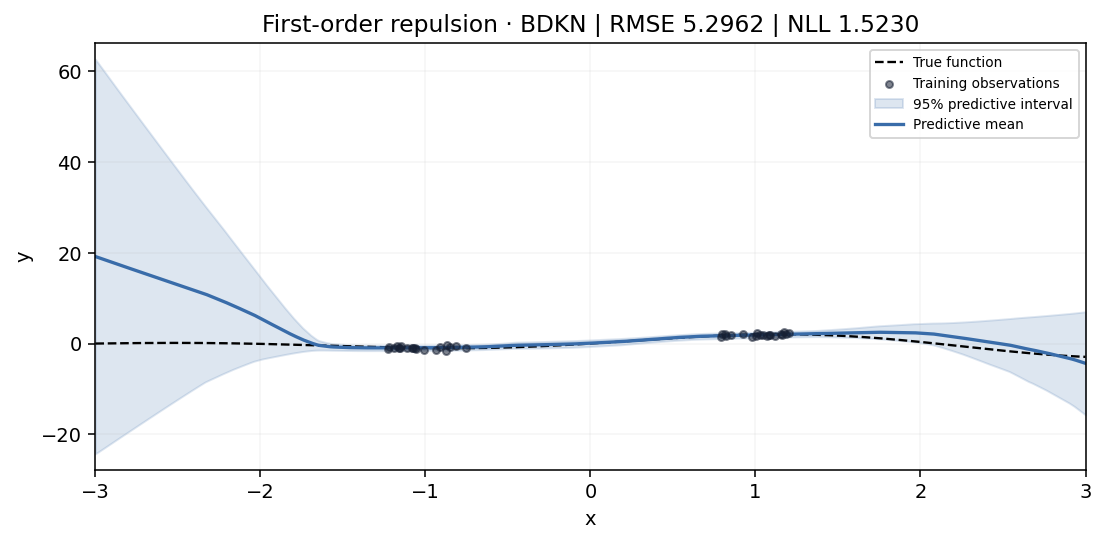 First-order repulsion · BDKN | RMSE 5.2962 | NLL 1.5230
True function
Training observations
95% predictive interval
Predictive mean
60
40
20
0
−20
y
−3
−2
−1
0
1
2
3
x